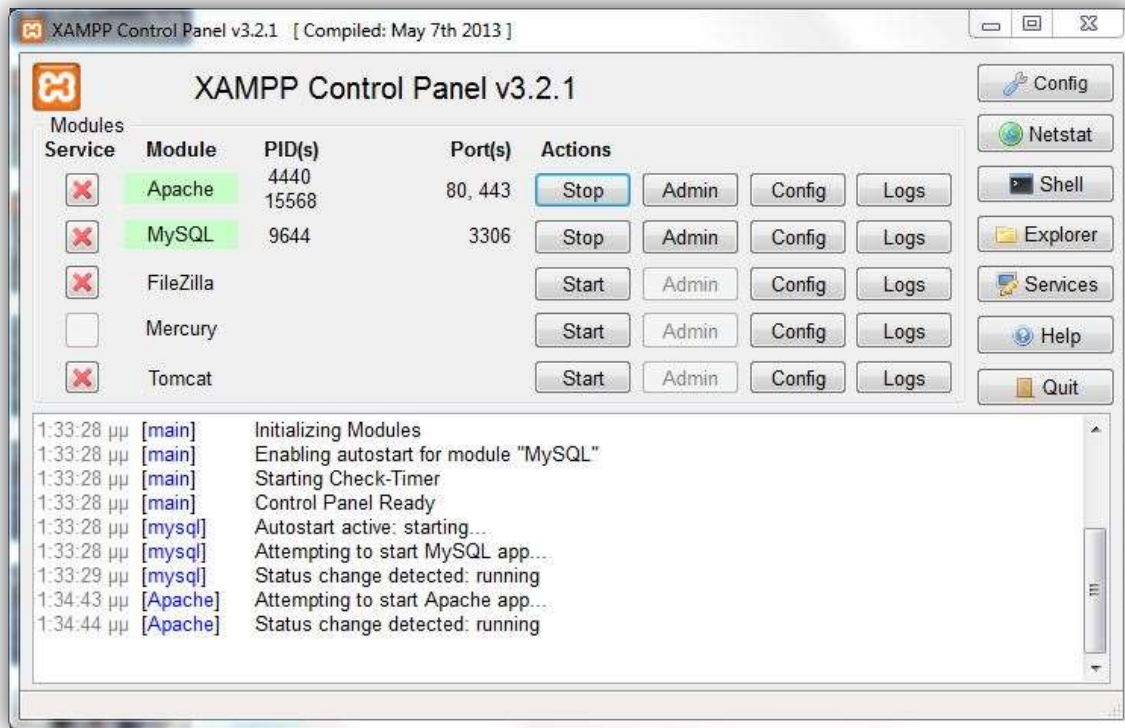 XAMPP Control Panel v3.2.1 [ Compiled: May 7th 2013 ]
XAMPP Control Panel v3.2.1
Config
Modules
Netstat
Service Module PID(s) Port(s) Actions
Apache 4440 15568 80, 443 Stop Admin Config Logs
Shell
MySQL 9644 3306 Stop Admin Config Logs
Explorer
FileZilla Start Admin Config Logs
Services
Mercury Start Admin Config Logs
Help
Tomcat Start Admin Config Logs
Quit
1:33:28 μμ [main] Initializing Modules
1:33:28 μμ [main] Enabling autostart for module "MySQL"
1:33:28 μμ [main] Starting Check-Timer
1:33:28 μμ [main] Control Panel Ready
1:33:28 μμ [mysql] Autostart active: starting...
1:33:28 μμ [mysql] Attempting to start MySQL app...
1:33:29 μμ [mysql] Status change detected: running
1:34:43 μμ [Apache] Attempting to start Apache app...
1:34:44 μμ [Apache] Status change detected: running